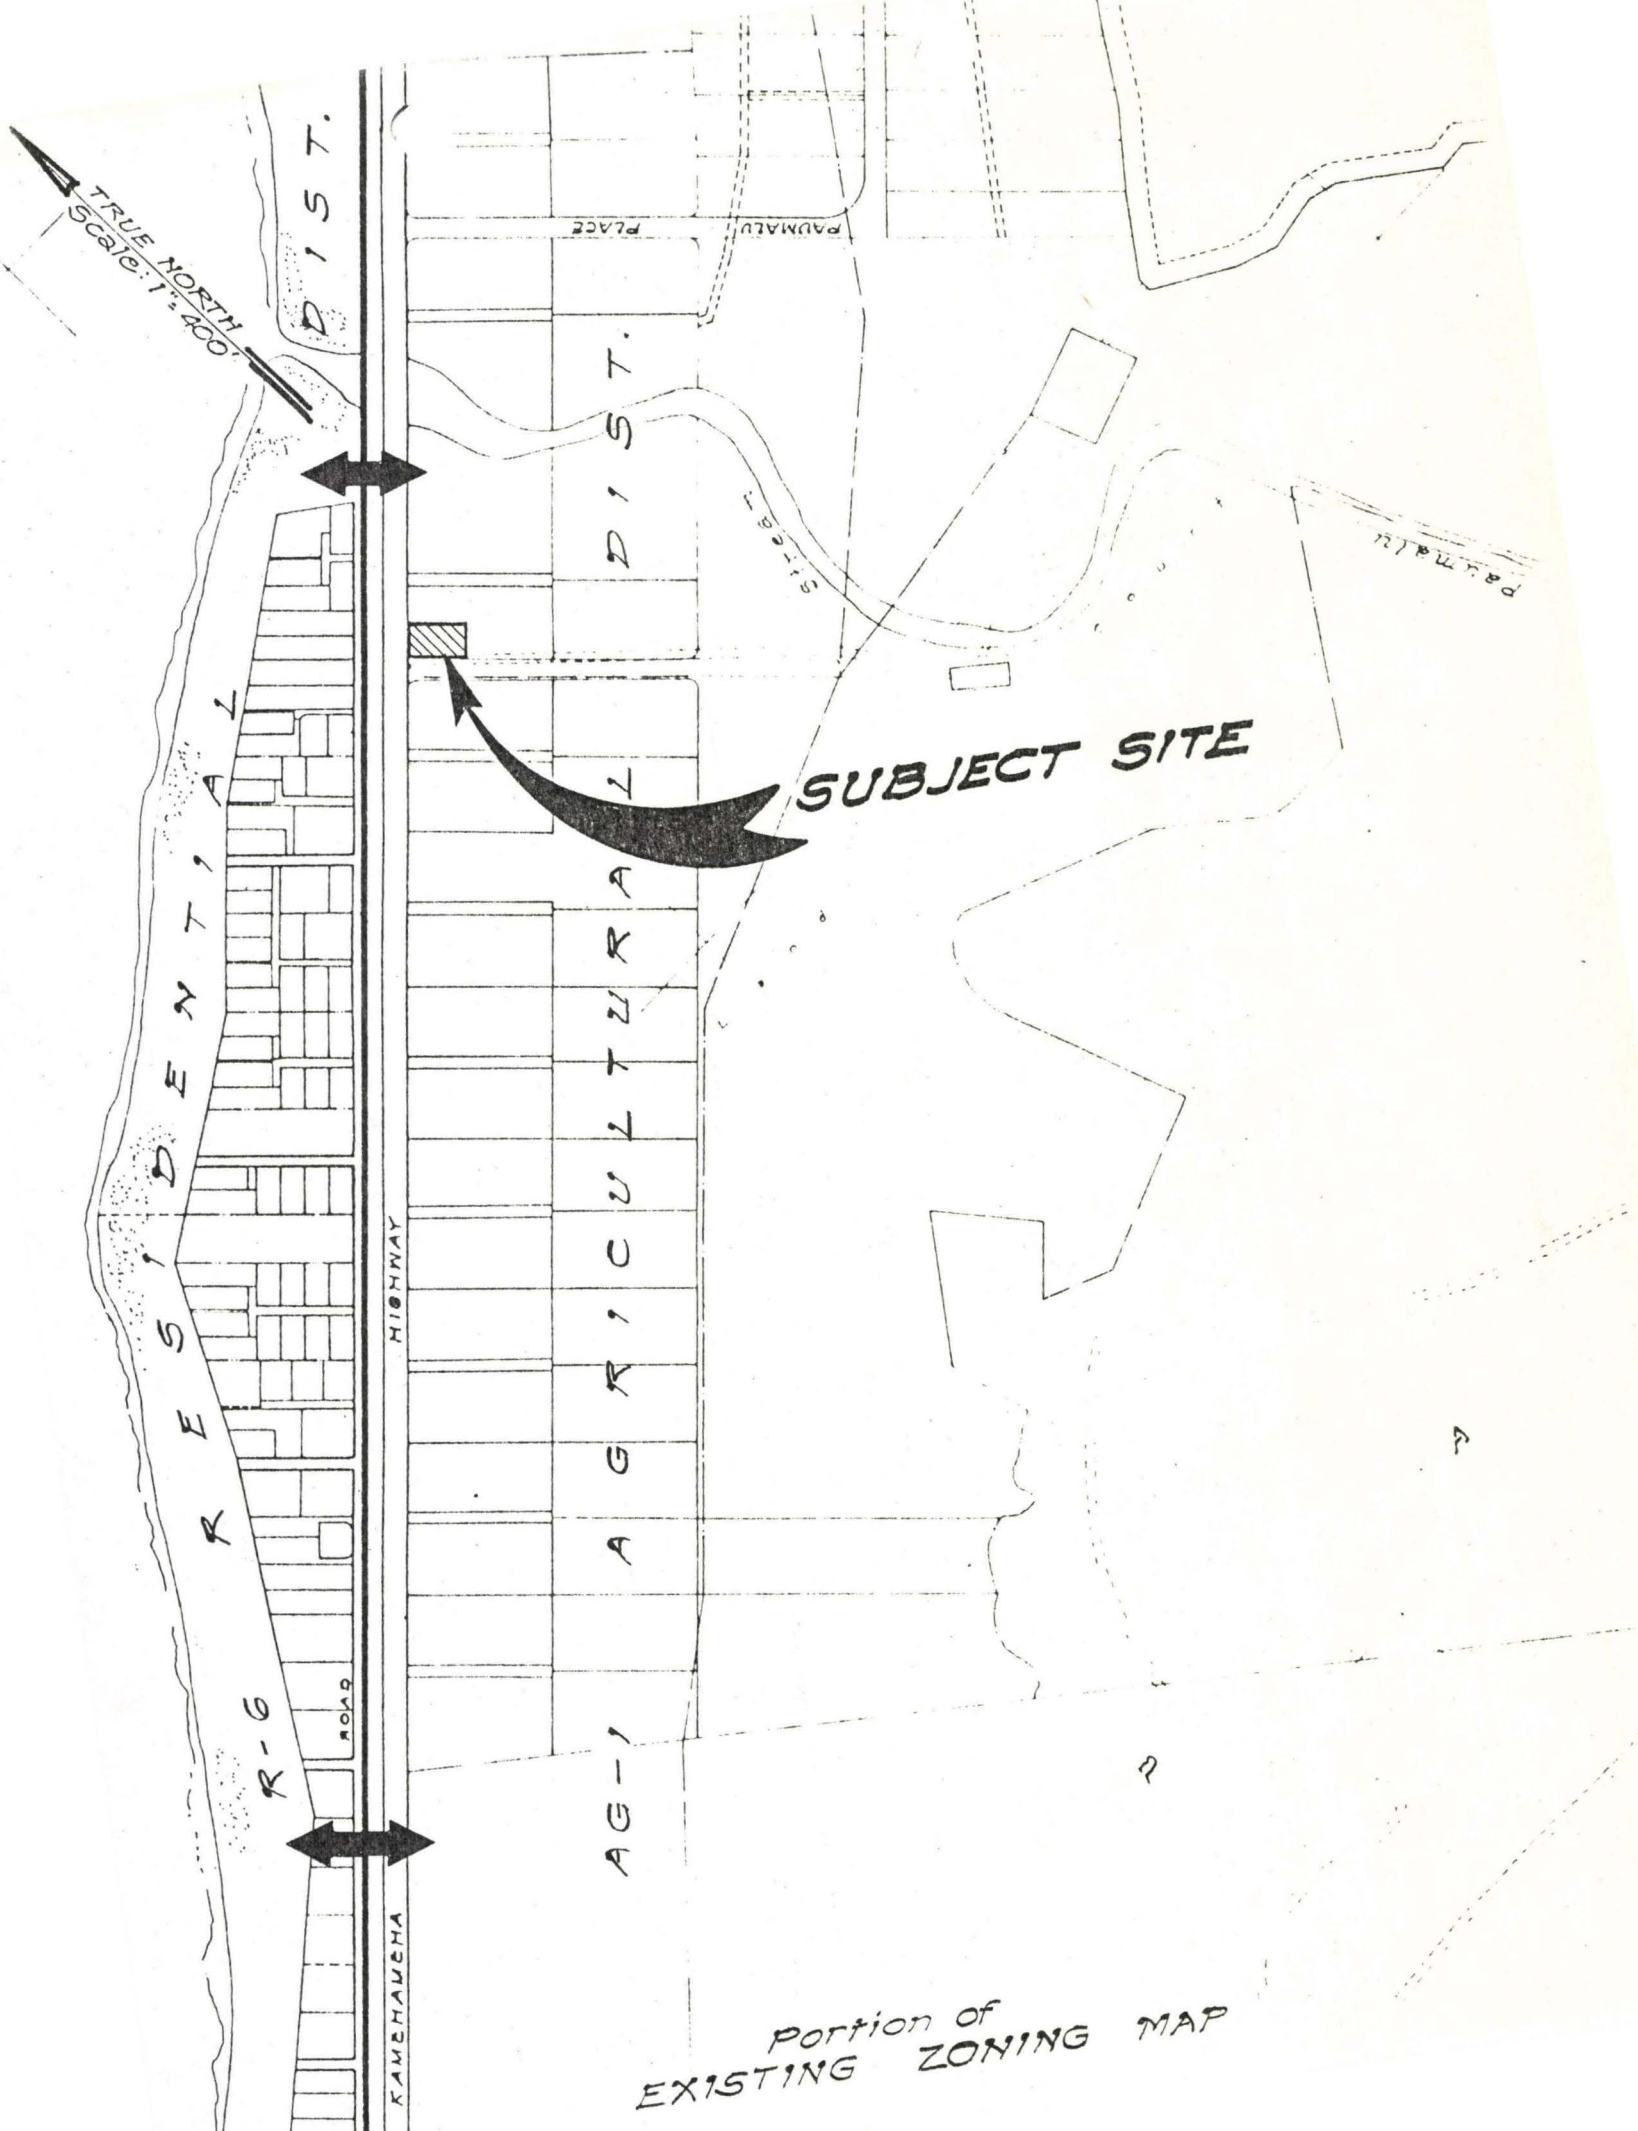 TRUE NORTH
Scale: 1"=400'
R-6 RESIDENTIAL DIST.
PAUMALU PLACE
AG-1 AGRICULTURAL DIST.
Paumalu Stream
SUBJECT SITE
KAMEHAMEHA HIGHWAY
ROAD
Portion of
EXISTING ZONING MAP